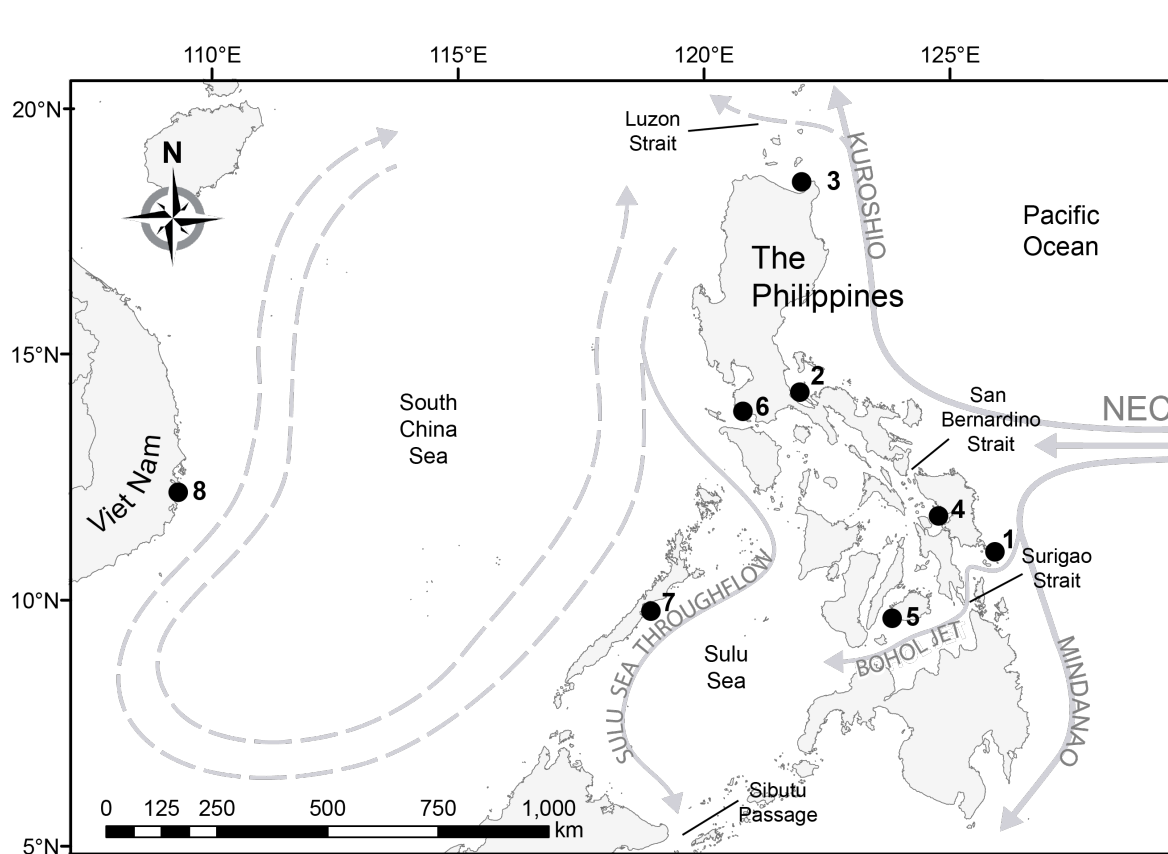 110°E 115°E 120°E 125°E
20°N
15°N
10°N
5°N
N
Luzon
Strait
3
KUROSHIO
Pacific
Ocean
The
Philippines
2
6
San
Bernardino
Strait
NEC
South
China
Sea
Viet Nam
8
4
1
Surigao
Strait
7
5
SULU SEA THROUGHFLOW
BOHOL JET
Sulu
Sea
MINDANAO
Sibutu
Passage
0 125 250 500 750 1,000
km